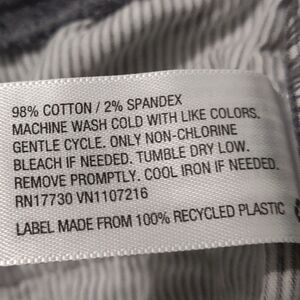 98% COTTON / 2% SPANDEX
MACHINE WASH COLD WITH LIKE COLORS.
GENTLE CYCLE. ONLY NON-CHLORINE
BLEACH IF NEEDED. TUMBLE DRY LOW.
REMOVE PROMPTLY. COOL IRON IF NEEDED.
RN17730 VN1107216
LABEL MADE FROM 100% RECYCLED PLASTIC